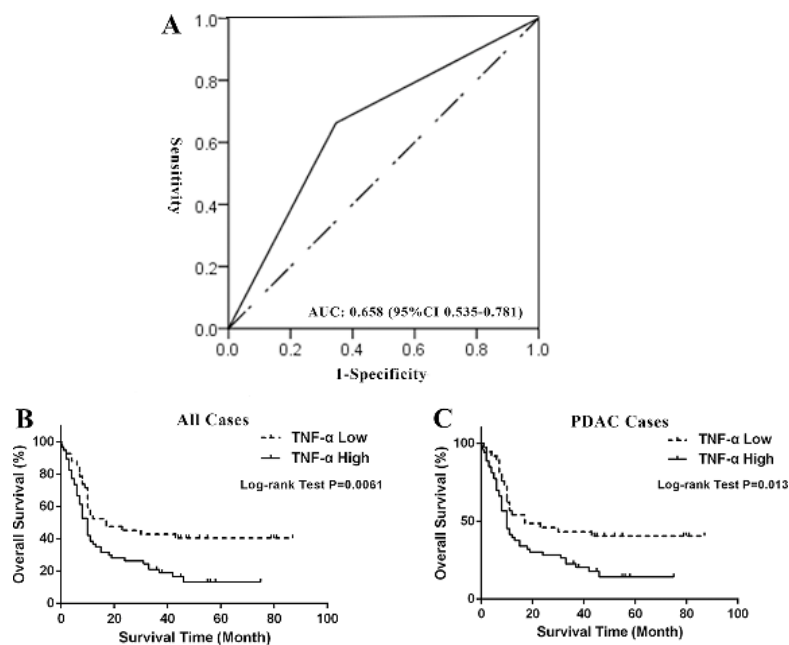 A
1.0
0.8
0.6
0.4
0.2
0.0
Sensitivity
AUC: 0.658 (95%CI 0.535-0.781)
0.0 0.2 0.4 0.6 0.8 1.0
1-Specificity
B
All Cases
TNF-α Low
TNF-α High
Log-rank Test P=0.0061
100
80
60
40
20
0
Overall Survival (%)
0 20 40 60 80 100
Survival Time (Month)
C
PDAC Cases
TNF-α Low
TNF-α High
Log-rank Test P=0.013
100
50
0
Overall Survival (%)
0 20 40 60 80 100
Survival Time (Month)